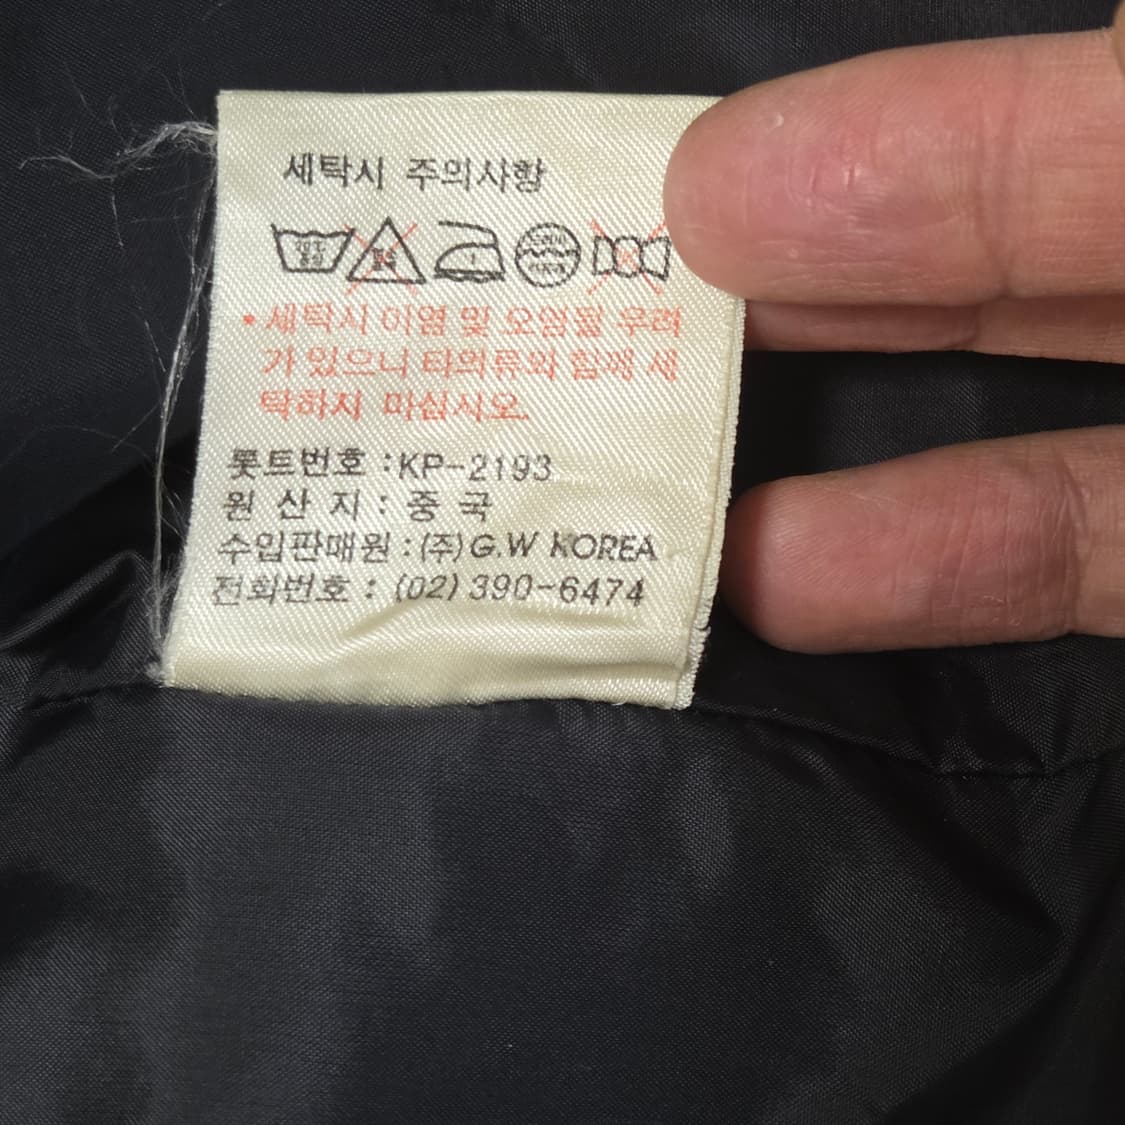 세탁시 주의사항
• 세탁시 이염 및 오염될 우려
가 있으니 타의류와 함께 세
탁하지 마십시오.
롯트번호 : KP-2193
원 산 지 : 중 국
수입판매원 : (주) G.W KOREA
전화번호 : (02) 390-6474